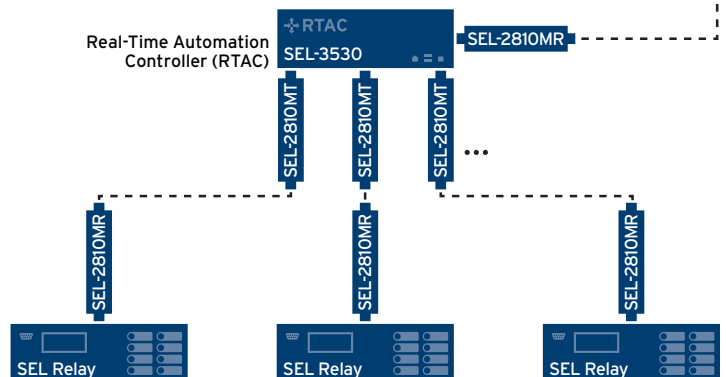 RTAC
Real-Time Automation
Controller (RTAC)
SEL-3530
SEL-2810MR
SEL-2810MT
SEL-2810MT
SEL-2810MT
...
SEL-2810MR
SEL-2810MR
SEL-2810MR
SEL Relay
SEL Relay
SEL Relay